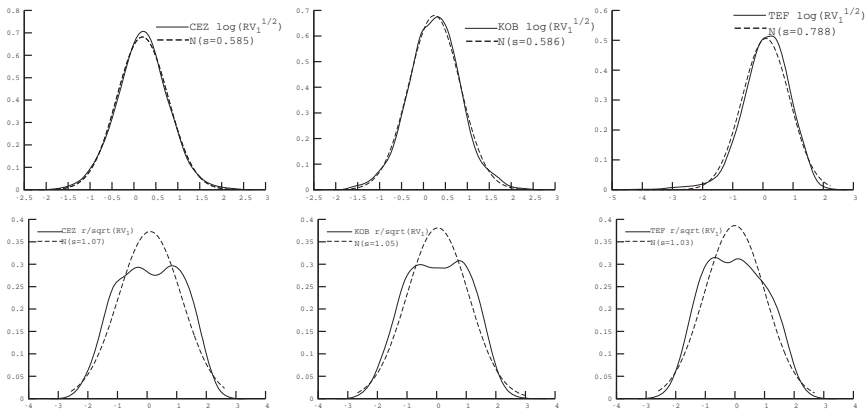 CEZ log(RV₁^1/2)
N(s=0.585)
0.8
0.7
0.6
0.5
0.4
0.3
0.2
0.1
0
-2.5 -2 -1.5 -1 -0.5 0 0.5 1 1.5 2 2.5 3
KOB log(RV₁^1/2)
N(s=0.586)
0.7
0.6
0.5
0.4
0.3
0.2
0.1
0
-2.5 -2 -1.5 -1 -0.5 0 0.5 1 1.5 2 2.5 3
TEF log(RV₁^1/2)
N(s=0.788)
0.6
0.5
0.4
0.3
0.2
0.1
0
-5 -4 -3 -2 -1 0 1 2 3
CEZ r/sqrt(RV₁)
N(s=1.07)
0.4
0.35
0.3
0.25
0.2
0.15
0.1
0.05
0
-4 -3 -2 -1 0 1 2 3 4
KOB r/sqrt(RV₁)
N(s=1.05)
0.4
0.35
0.3
0.25
0.2
0.15
0.1
0.05
0
-4 -3 -2 -1 0 1 2 3 4
TEF r/sqrt(RV₁)
N(s=1.03)
0.4
0.35
0.3
0.25
0.2
0.15
0.1
0.05
0
-4 -3 -2 -1 0 1 2 3 4